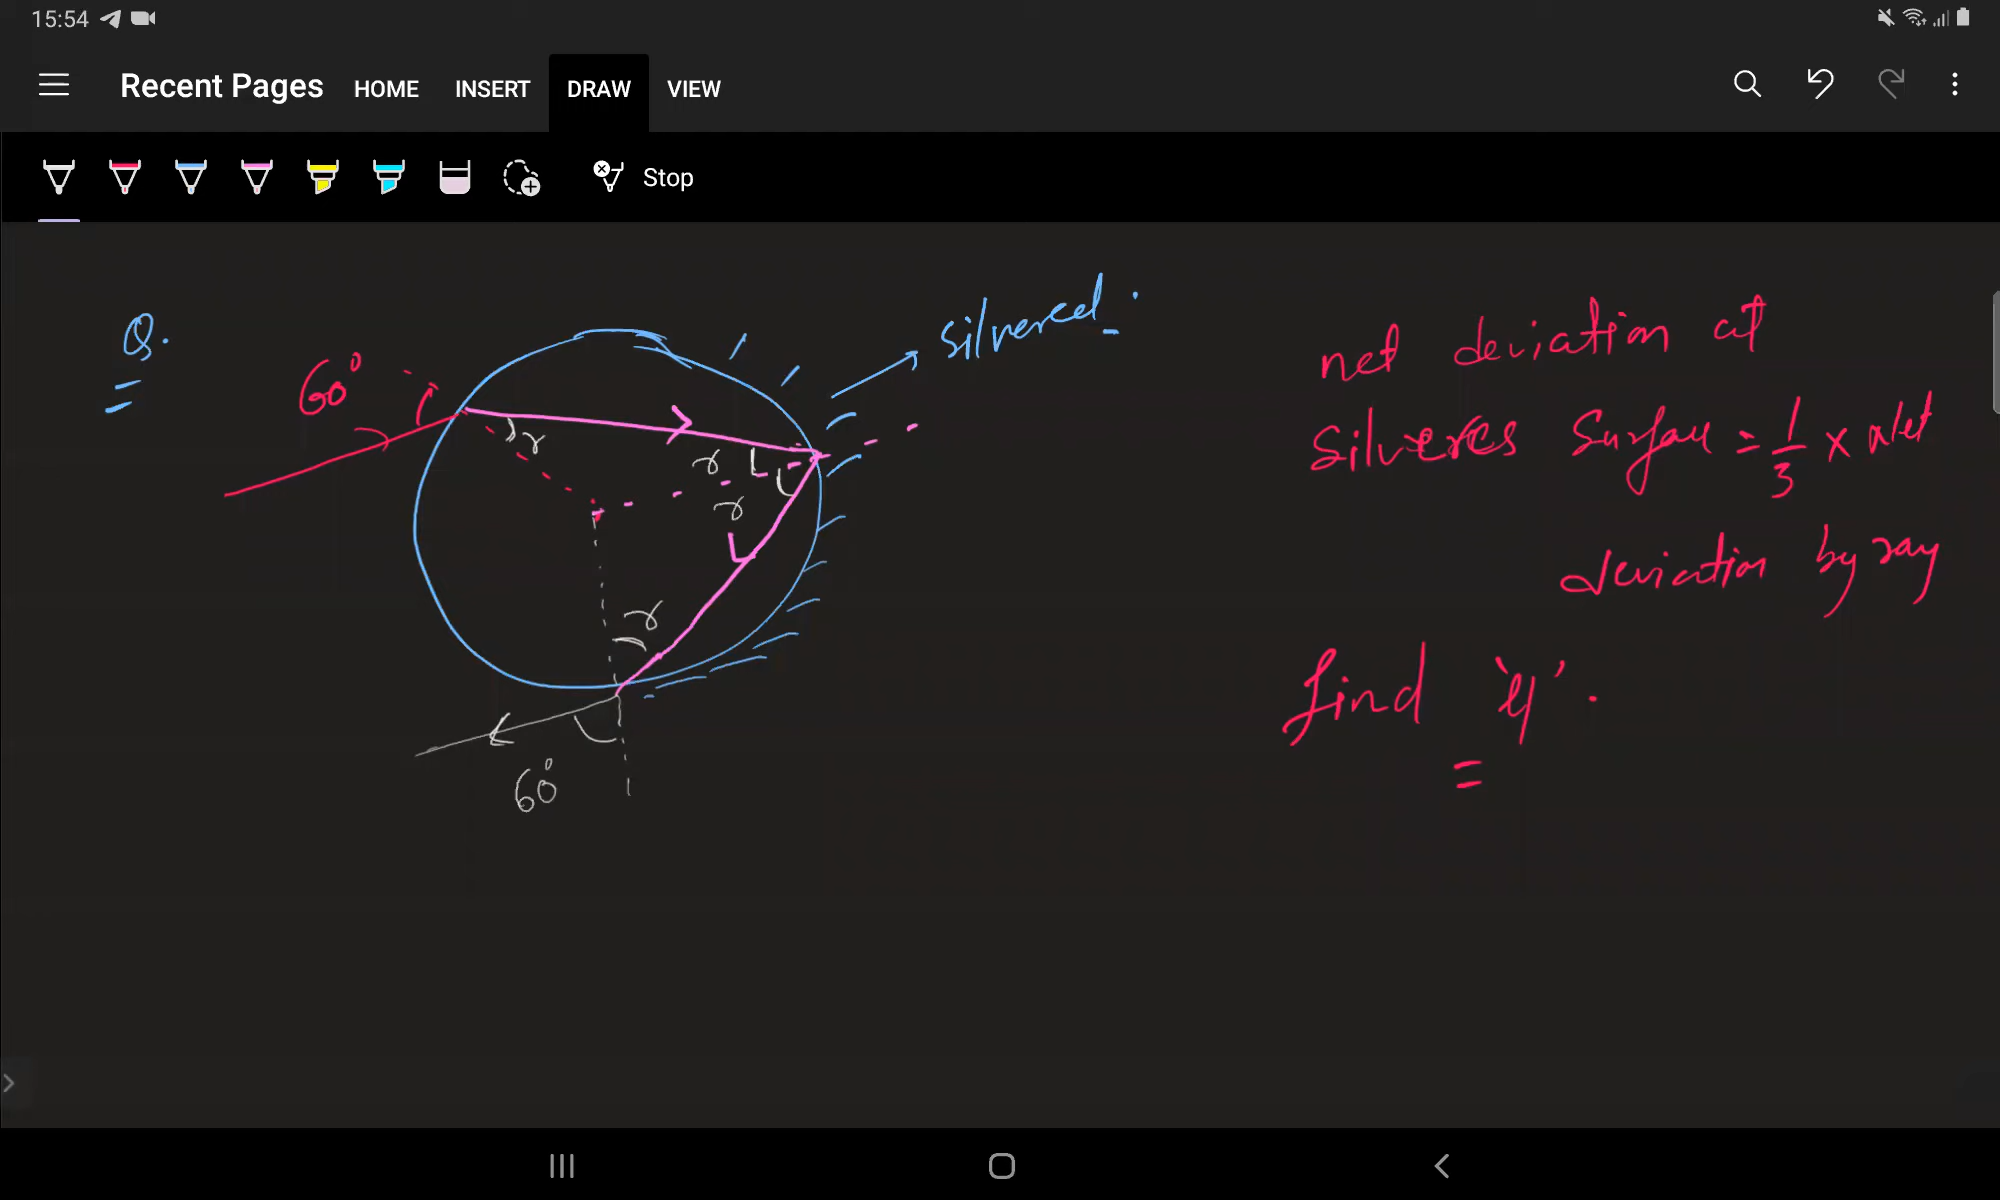 15:54
Recent Pages HOME INSERT DRAW VIEW
Stop
Q.
60°
silvered.
r
r
r
r
60°
net deviation at
Silveres Surface = 1/3 × net
deviation by ray
find 'μ'.